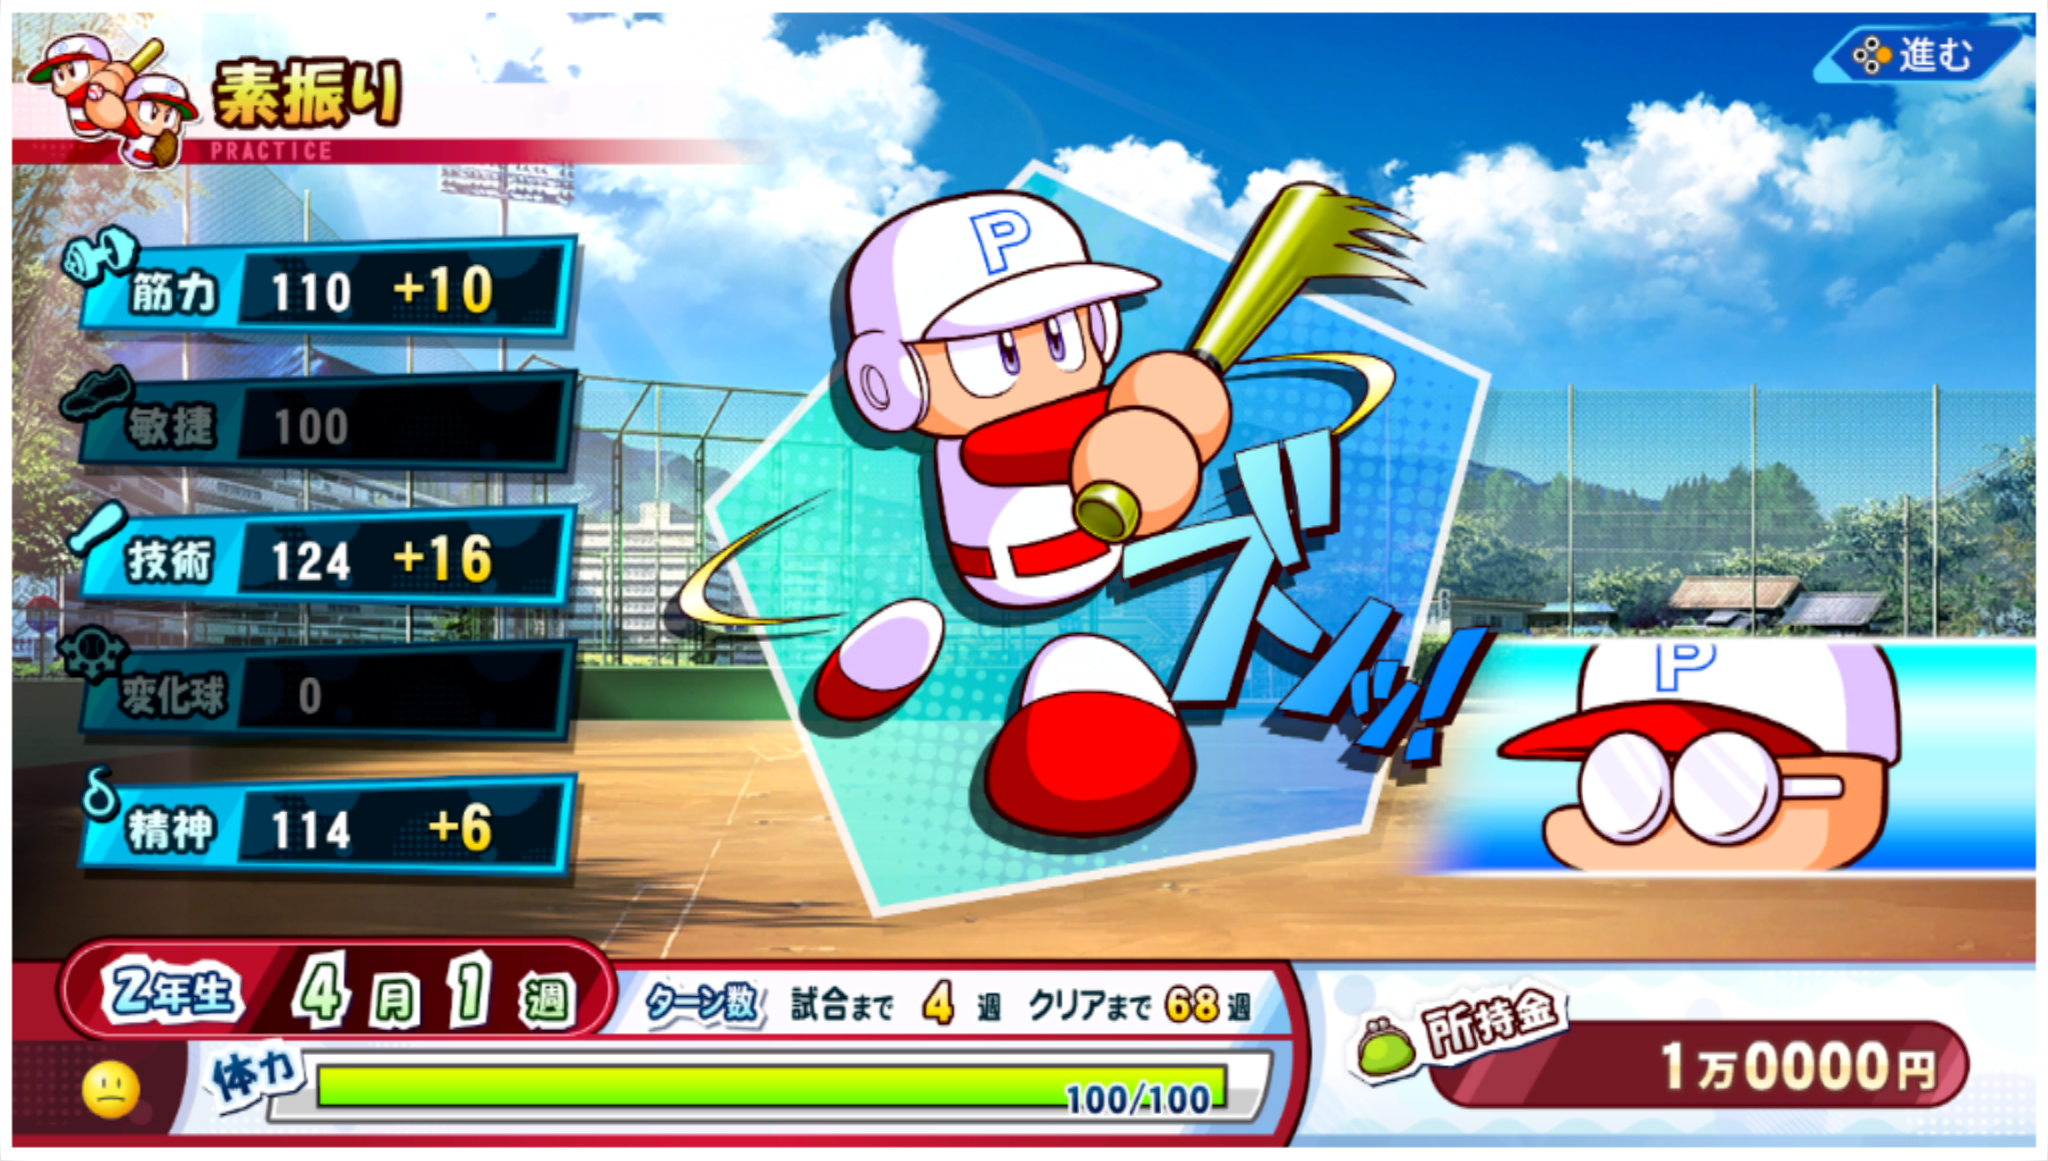 素振り
PRACTICE
進む
P
筋力 110 +10
敏捷 100
技術 124 +16
変化球 0
精神 114 +6
ズバッ!
P
2年生 4月1週
ターン数 試合まで 4 週 クリアまで 68 週
体力 100/100
所持金
1万0000円